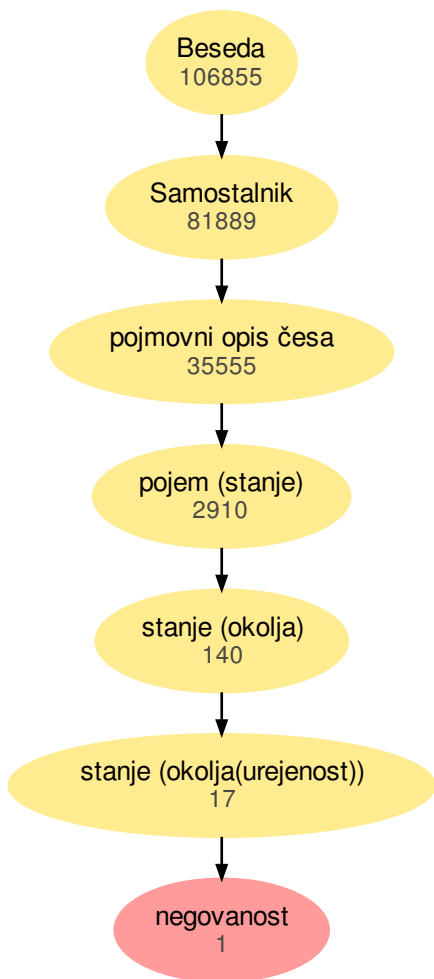 Beseda
106855
Samostalnik
81889
pojmovni opis česa
35555
pojem (stanje)
2910
stanje (okolja)
140
stanje (okolja(urejenost))
17
negovanost
1